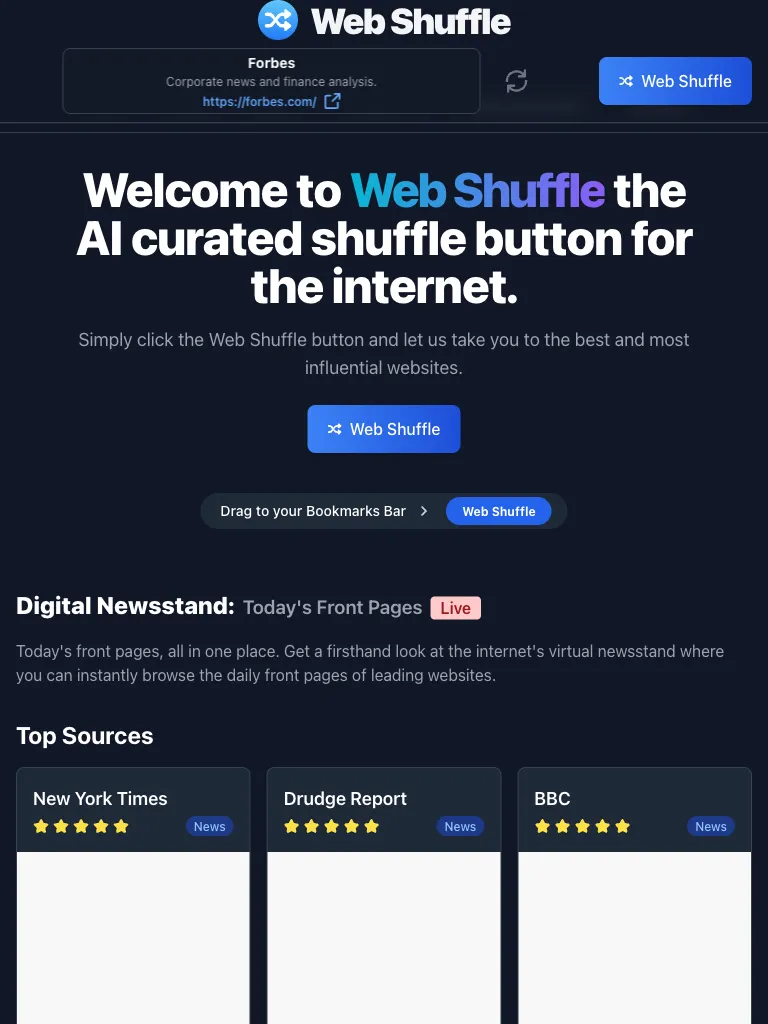 Web Shuffle
Forbes
Corporate news and finance analysis.
https://forbes.com/
Web Shuffle
Welcome to Web Shuffle the
AI curated shuffle button for
the internet.
Simply click the Web Shuffle button and let us take you to the best and most
influential websites.
Web Shuffle
Drag to your Bookmarks Bar
Web Shuffle
Digital Newsstand: Today's Front Pages Live
Today's front pages, all in one place. Get a firsthand look at the internet's virtual newsstand where
you can instantly browse the daily front pages of leading websites.
Top Sources
New York Times
News
Drudge Report
News
BBC
News